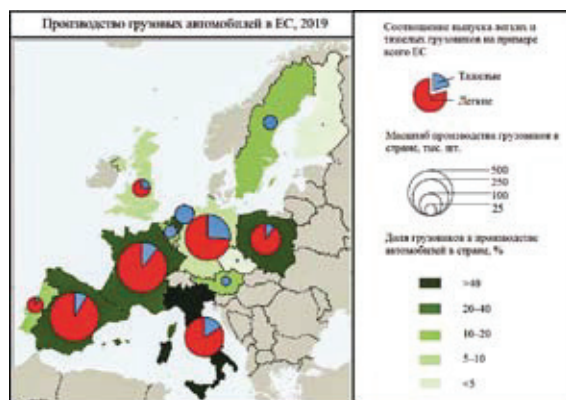 Производство грузовых автомобилей в ЕС, 2019
Соотношение выпуска легких и
тяжелых грузовиков на примере
всего ЕС
Тяжелые
Легкие
Масштаб производства грузовиков в
стране, тыс. шт.
500
250
100
25
Доля грузовиков в производстве
автомобилей в стране, %
>40
20–40
10–20
5–10
<5